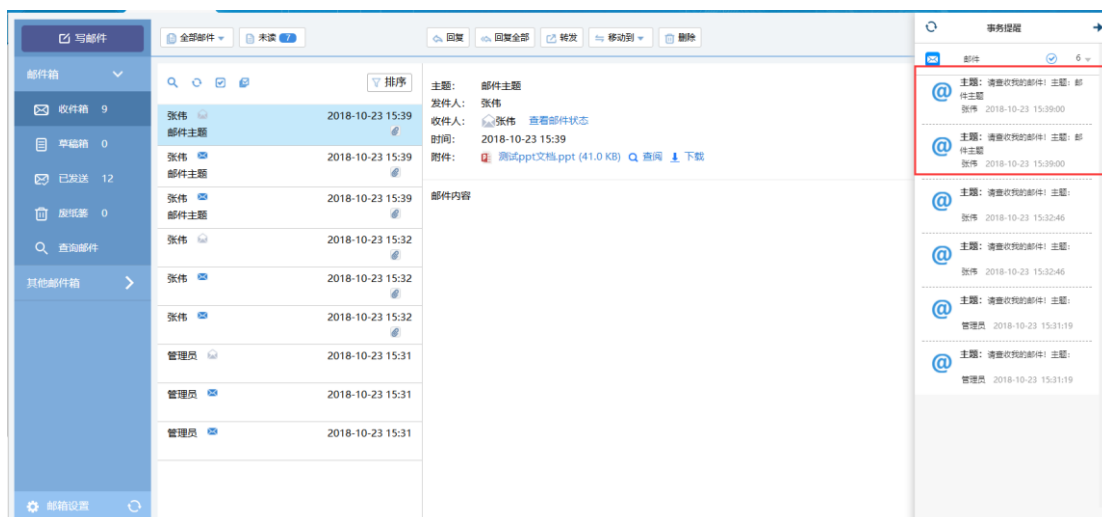 写邮件
全部邮件
未读 7
回复
回复全部
转发
移动到
删除
事务提醒
邮件箱
收件箱 9
草稿箱 0
已发送 12
废纸篓 0
查询邮件
其他邮件箱
邮箱设置
排序
张伟 2018-10-23 15:39
邮件主题
张伟 2018-10-23 15:39
邮件主题
张伟 2018-10-23 15:39
邮件主题
张伟 2018-10-23 15:32
张伟 2018-10-23 15:32
张伟 2018-10-23 15:32
管理员 2018-10-23 15:31
管理员 2018-10-23 15:31
管理员 2018-10-23 15:31
主题: 邮件主题
发件人: 张伟
收件人: 张伟 查看邮件状态
时间: 2018-10-23 15:39
附件: 测试ppt文档.ppt (41.0 KB) 查阅 下载
邮件内容
邮件 6
主题: 请查收我的邮件! 主题: 邮
件主题
张伟 2018-10-23 15:39:00
主题: 请查收我的邮件! 主题: 邮
件主题
张伟 2018-10-23 15:39:00
主题: 请查收我的邮件! 主题:
张伟 2018-10-23 15:32:46
主题: 请查收我的邮件! 主题:
张伟 2018-10-23 15:32:46
主题: 请查收我的邮件! 主题:
管理员 2018-10-23 15:31:19
主题: 请查收我的邮件! 主题:
管理员 2018-10-23 15:31:19